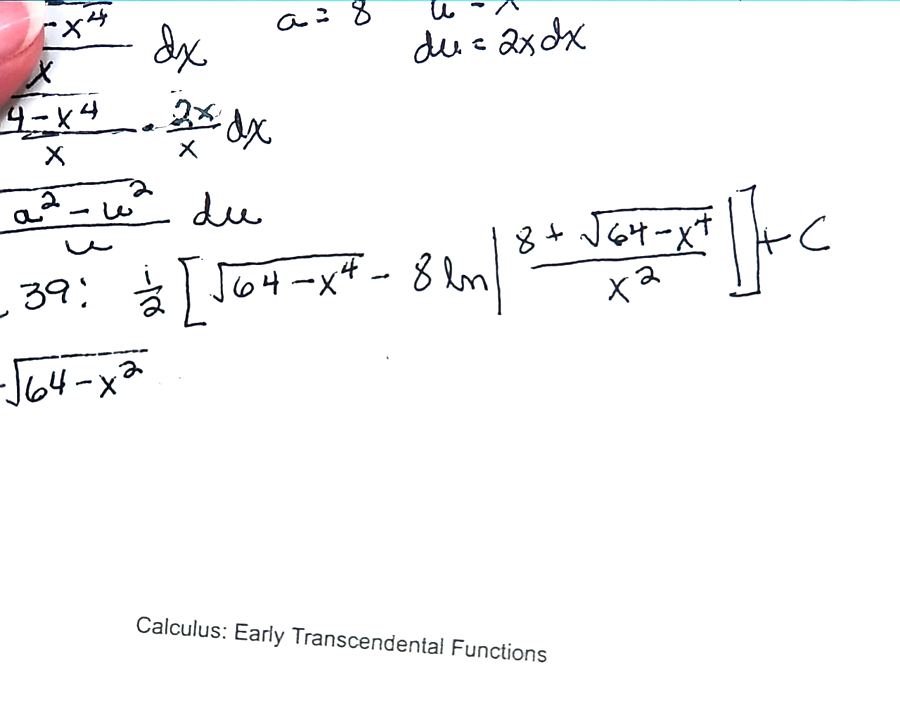 -x⁴ a = 8 u - x
x dx du = 2x dx
4-x⁴ · 2x dx
x x
√a² - u² du
u
39: 1/2 [√64-x⁴ - 8 ln | 8 + √64-x⁴ / x² |] + C
-√64-x²
Calculus: Early Transcendental Functions